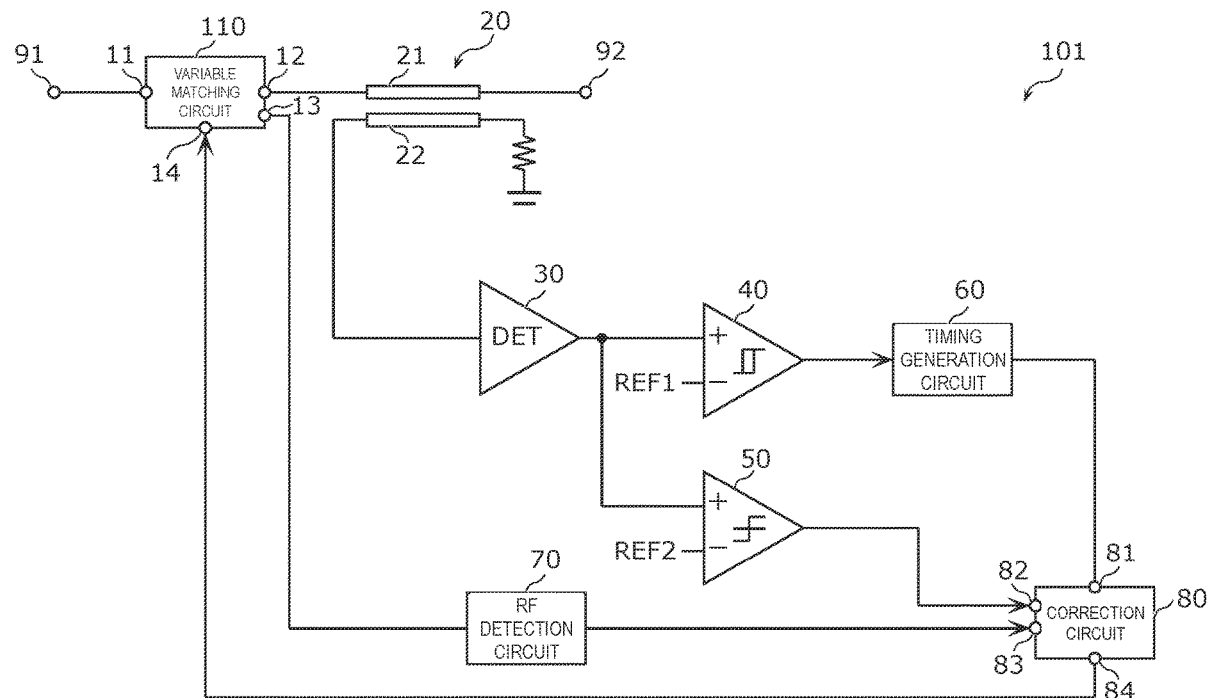 110
20
91
11
VARIABLE
MATCHING
CIRCUIT
12
21
92
101
13
14
22
30
DET
40
+
REF1
−
60
TIMING
GENERATION
CIRCUIT
50
+
REF2
−
70
RF
DETECTION
CIRCUIT
81
82
CORRECTION
CIRCUIT
80
83
84